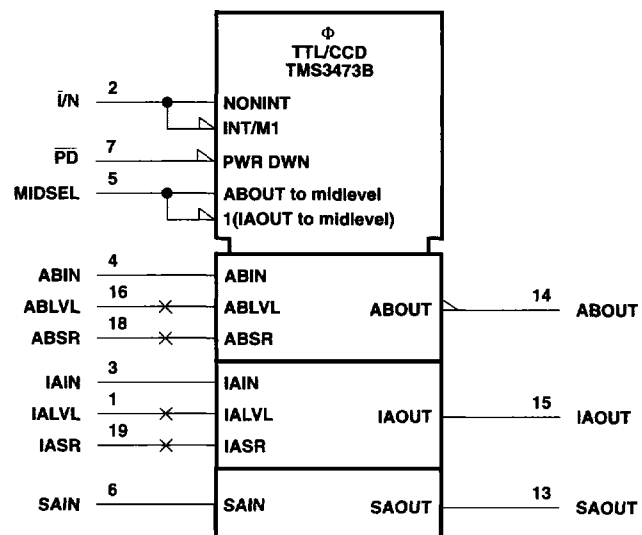 Φ
TTL/CCD
TMS3473B
I̅/N 2 NONINT
INT/M1
P̅D̅ 7 PWR DWN
MIDSEL 5 ABOUT to midlevel
1(IAOUT to midlevel)
ABIN 4 ABIN
ABLVL 16 ABLVL ABOUT 14 ABOUT
ABSR 18 ABSR
IAIN 3 IAIN
IALVL 1 IALVL IAOUT 15 IAOUT
IASR 19 IASR
SAIN 6 SAIN SAOUT 13 SAOUT